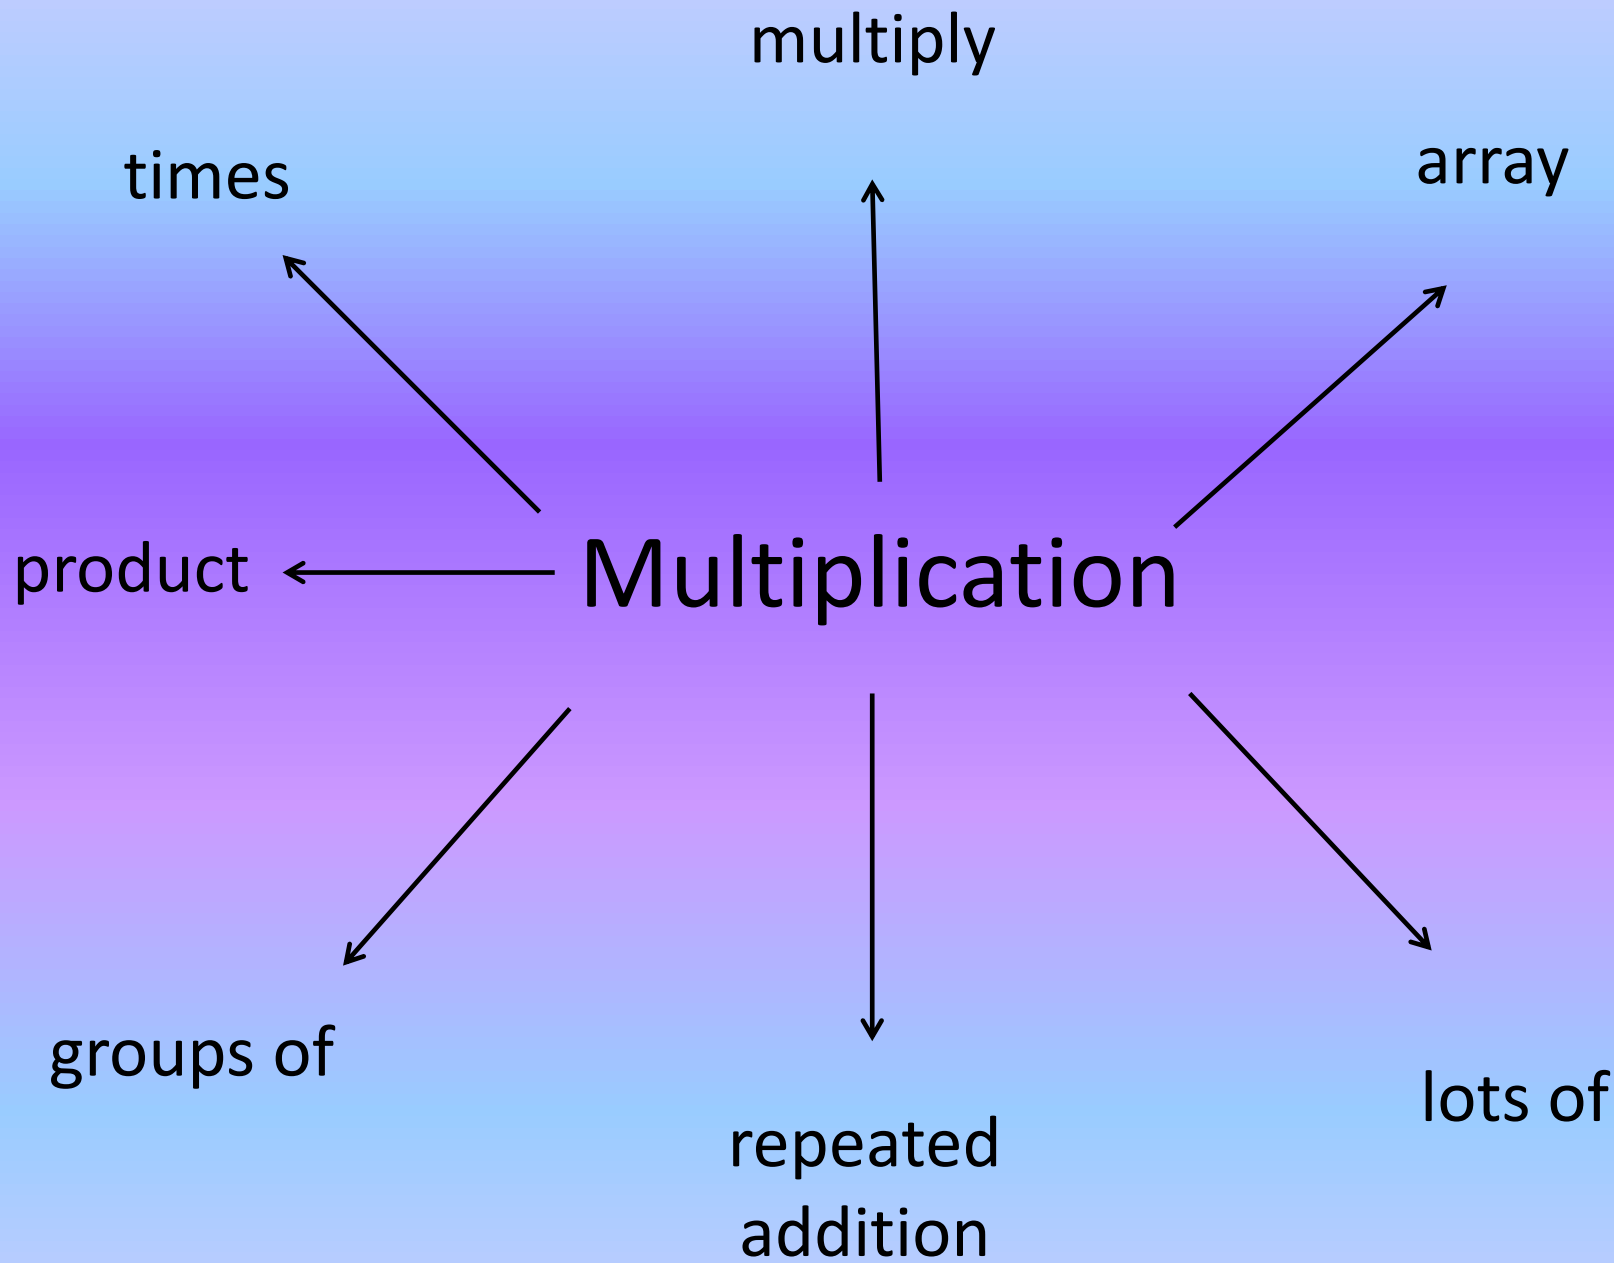 multiply
times
array
product
Multiplication
groups of
lots of
repeated
addition